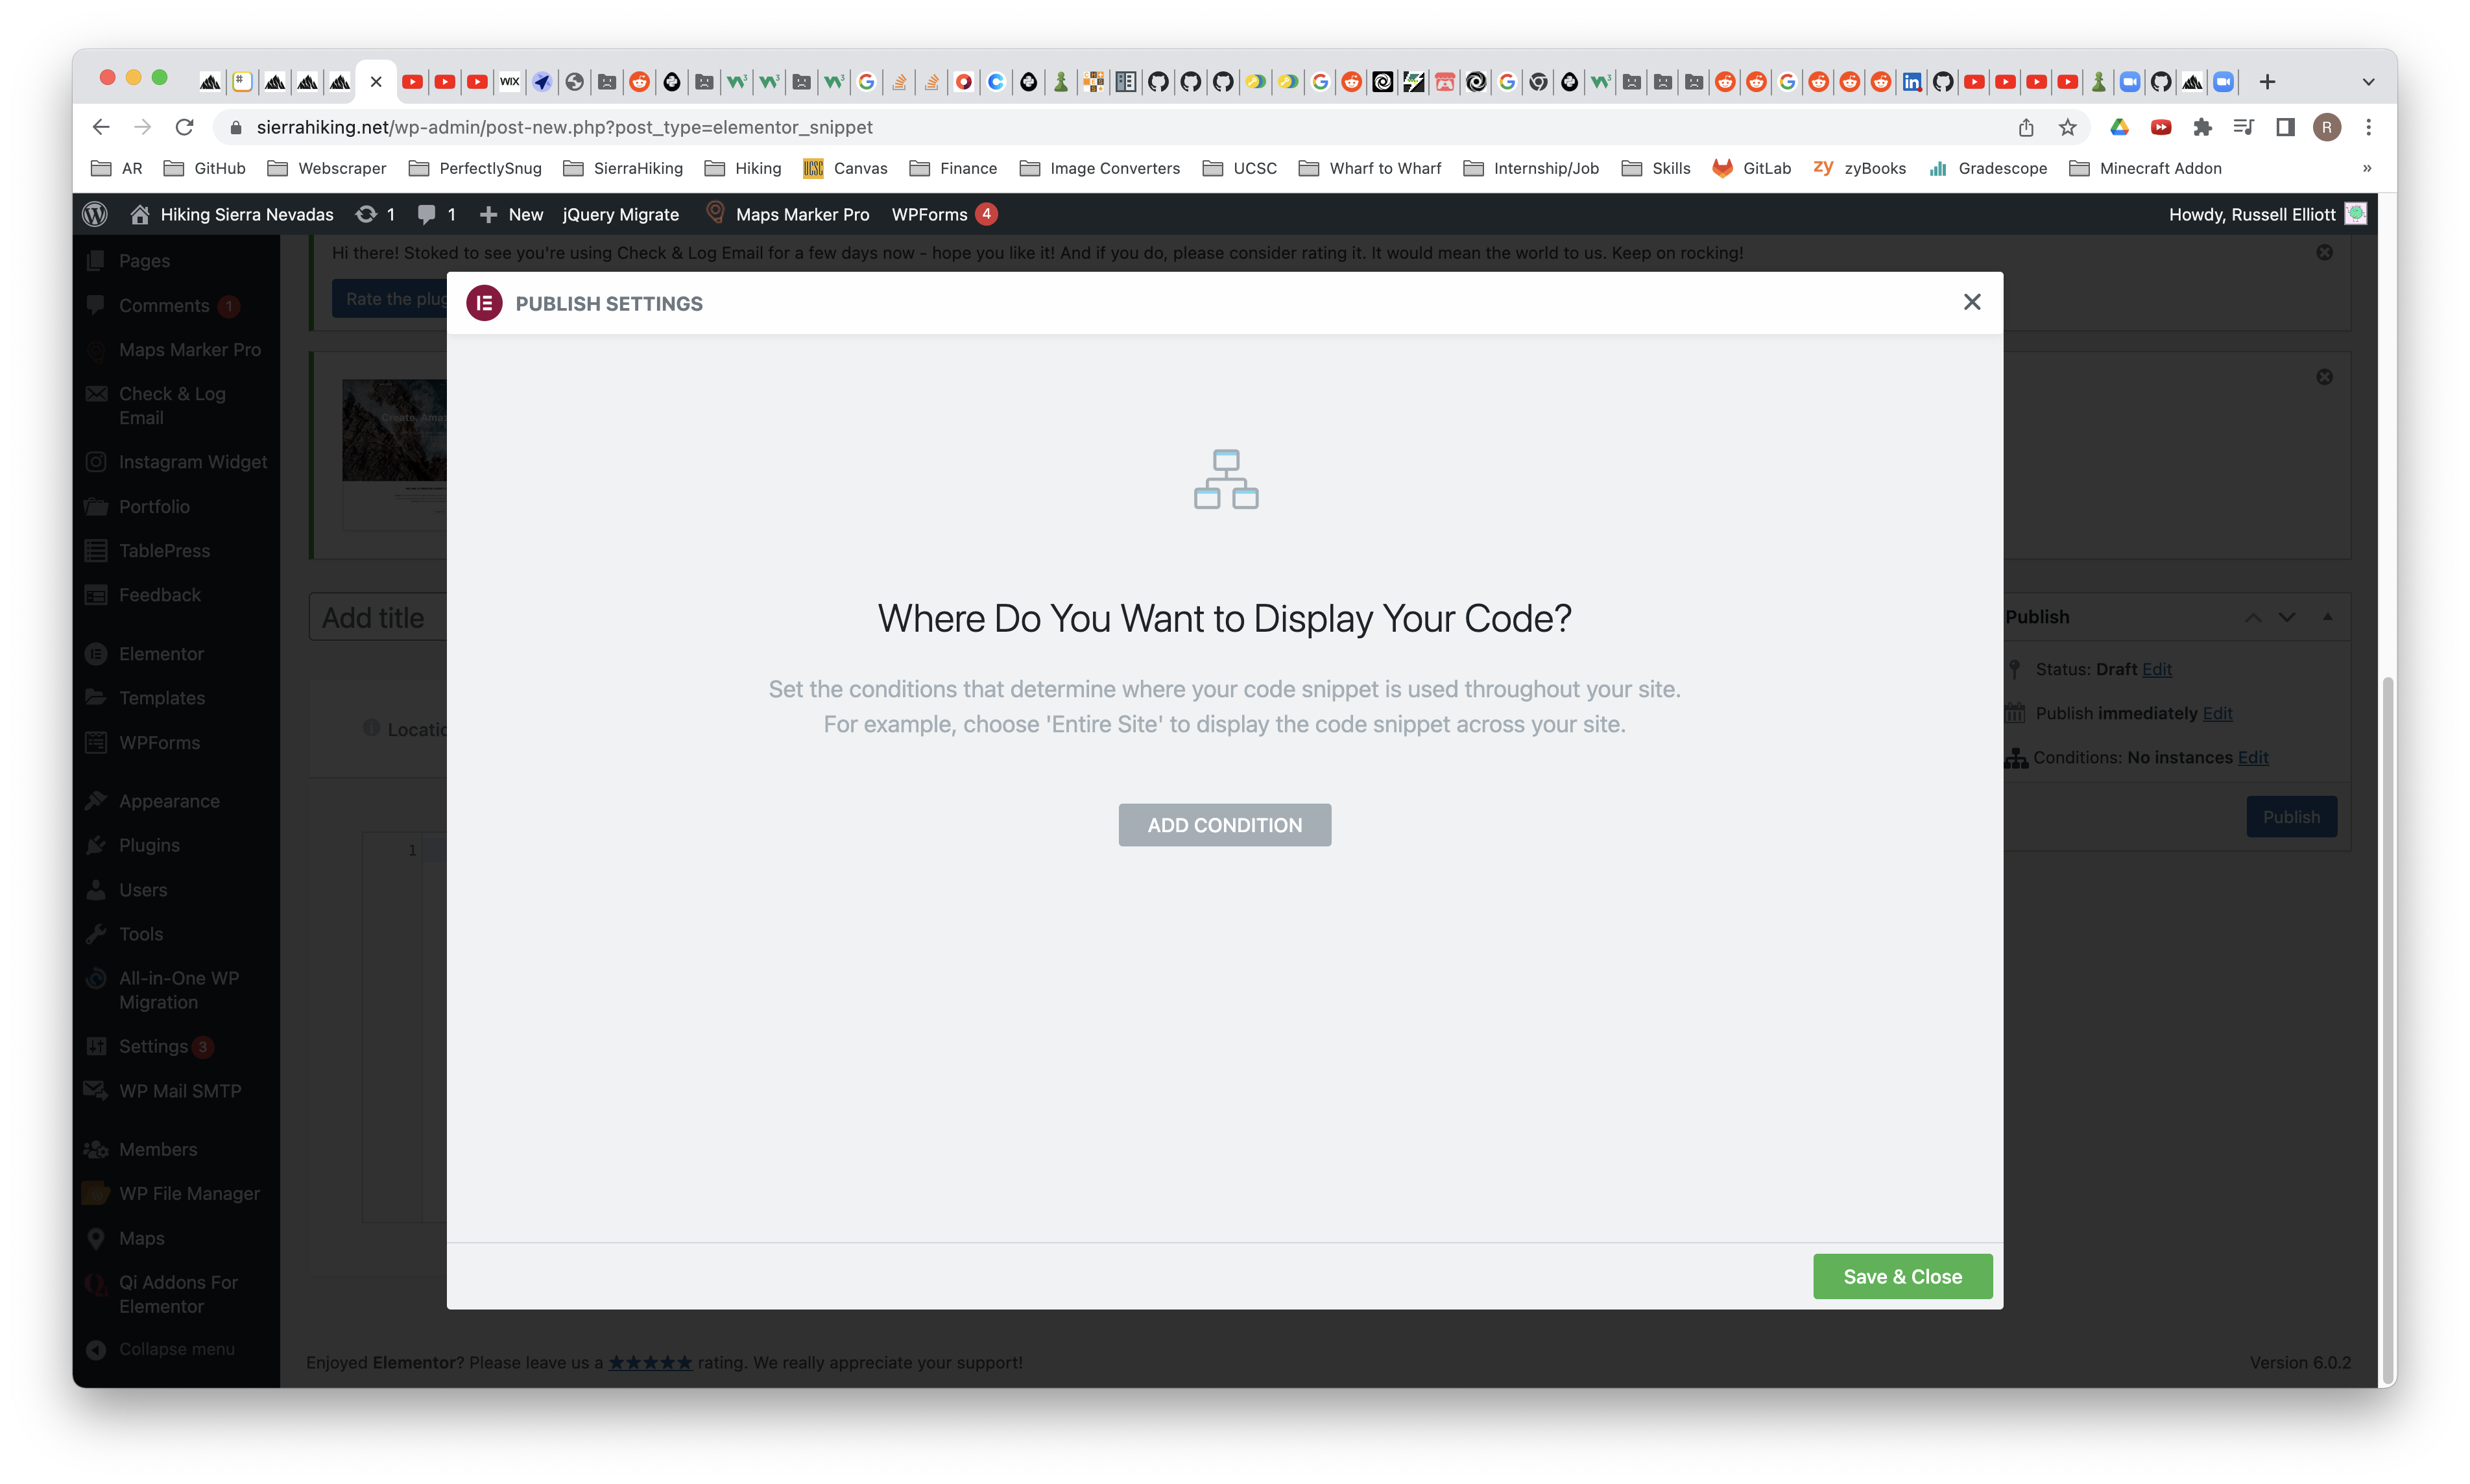 WIX
sierrahiking.net/wp-admin/post-new.php?post_type=elementor_snippet
R
AR
GitHub
Webscraper
PerfectlySnug
SierraHiking
Hiking
UCSC Canvas
Finance
Image Converters
UCSC
Wharf to Wharf
Internship/Job
Skills
GitLab
zy zyBooks
Gradescope
Minecraft Addon
»
Hiking Sierra Nevadas
1
1
New
jQuery Migrate
Maps Marker Pro
WPForms 4
Howdy, Russell Elliott
Pages
Comments 1
Maps Marker Pro
Check & Log
Email
Instagram Widget
Portfolio
TablePress
Feedback
Elementor
Templates
WPForms
Appearance
Plugins
Users
Tools
All-in-One WP
Migration
Settings 3
WP Mail SMTP
Members
WP File Manager
Maps
Qi Addons For
Elementor
Collapse menu
Hi there! Stoked to see you're using Check & Log Email for a few days now - hope you like it! And if you do, please consider rating it. It would mean the world to us. Keep on rocking!
Rate the plug
Create Amaz
Add title
Locatio
1
PUBLISH SETTINGS
Where Do You Want to Display Your Code?
Set the conditions that determine where your code snippet is used throughout your site.
For example, choose 'Entire Site' to display the code snippet across your site.
ADD CONDITION
Save & Close
Publish
Status: Draft Edit
Publish immediately Edit
Conditions: No instances Edit
Publish
Enjoyed Elementor? Please leave us a ★★★★★ rating. We really appreciate your support!
Version 6.0.2